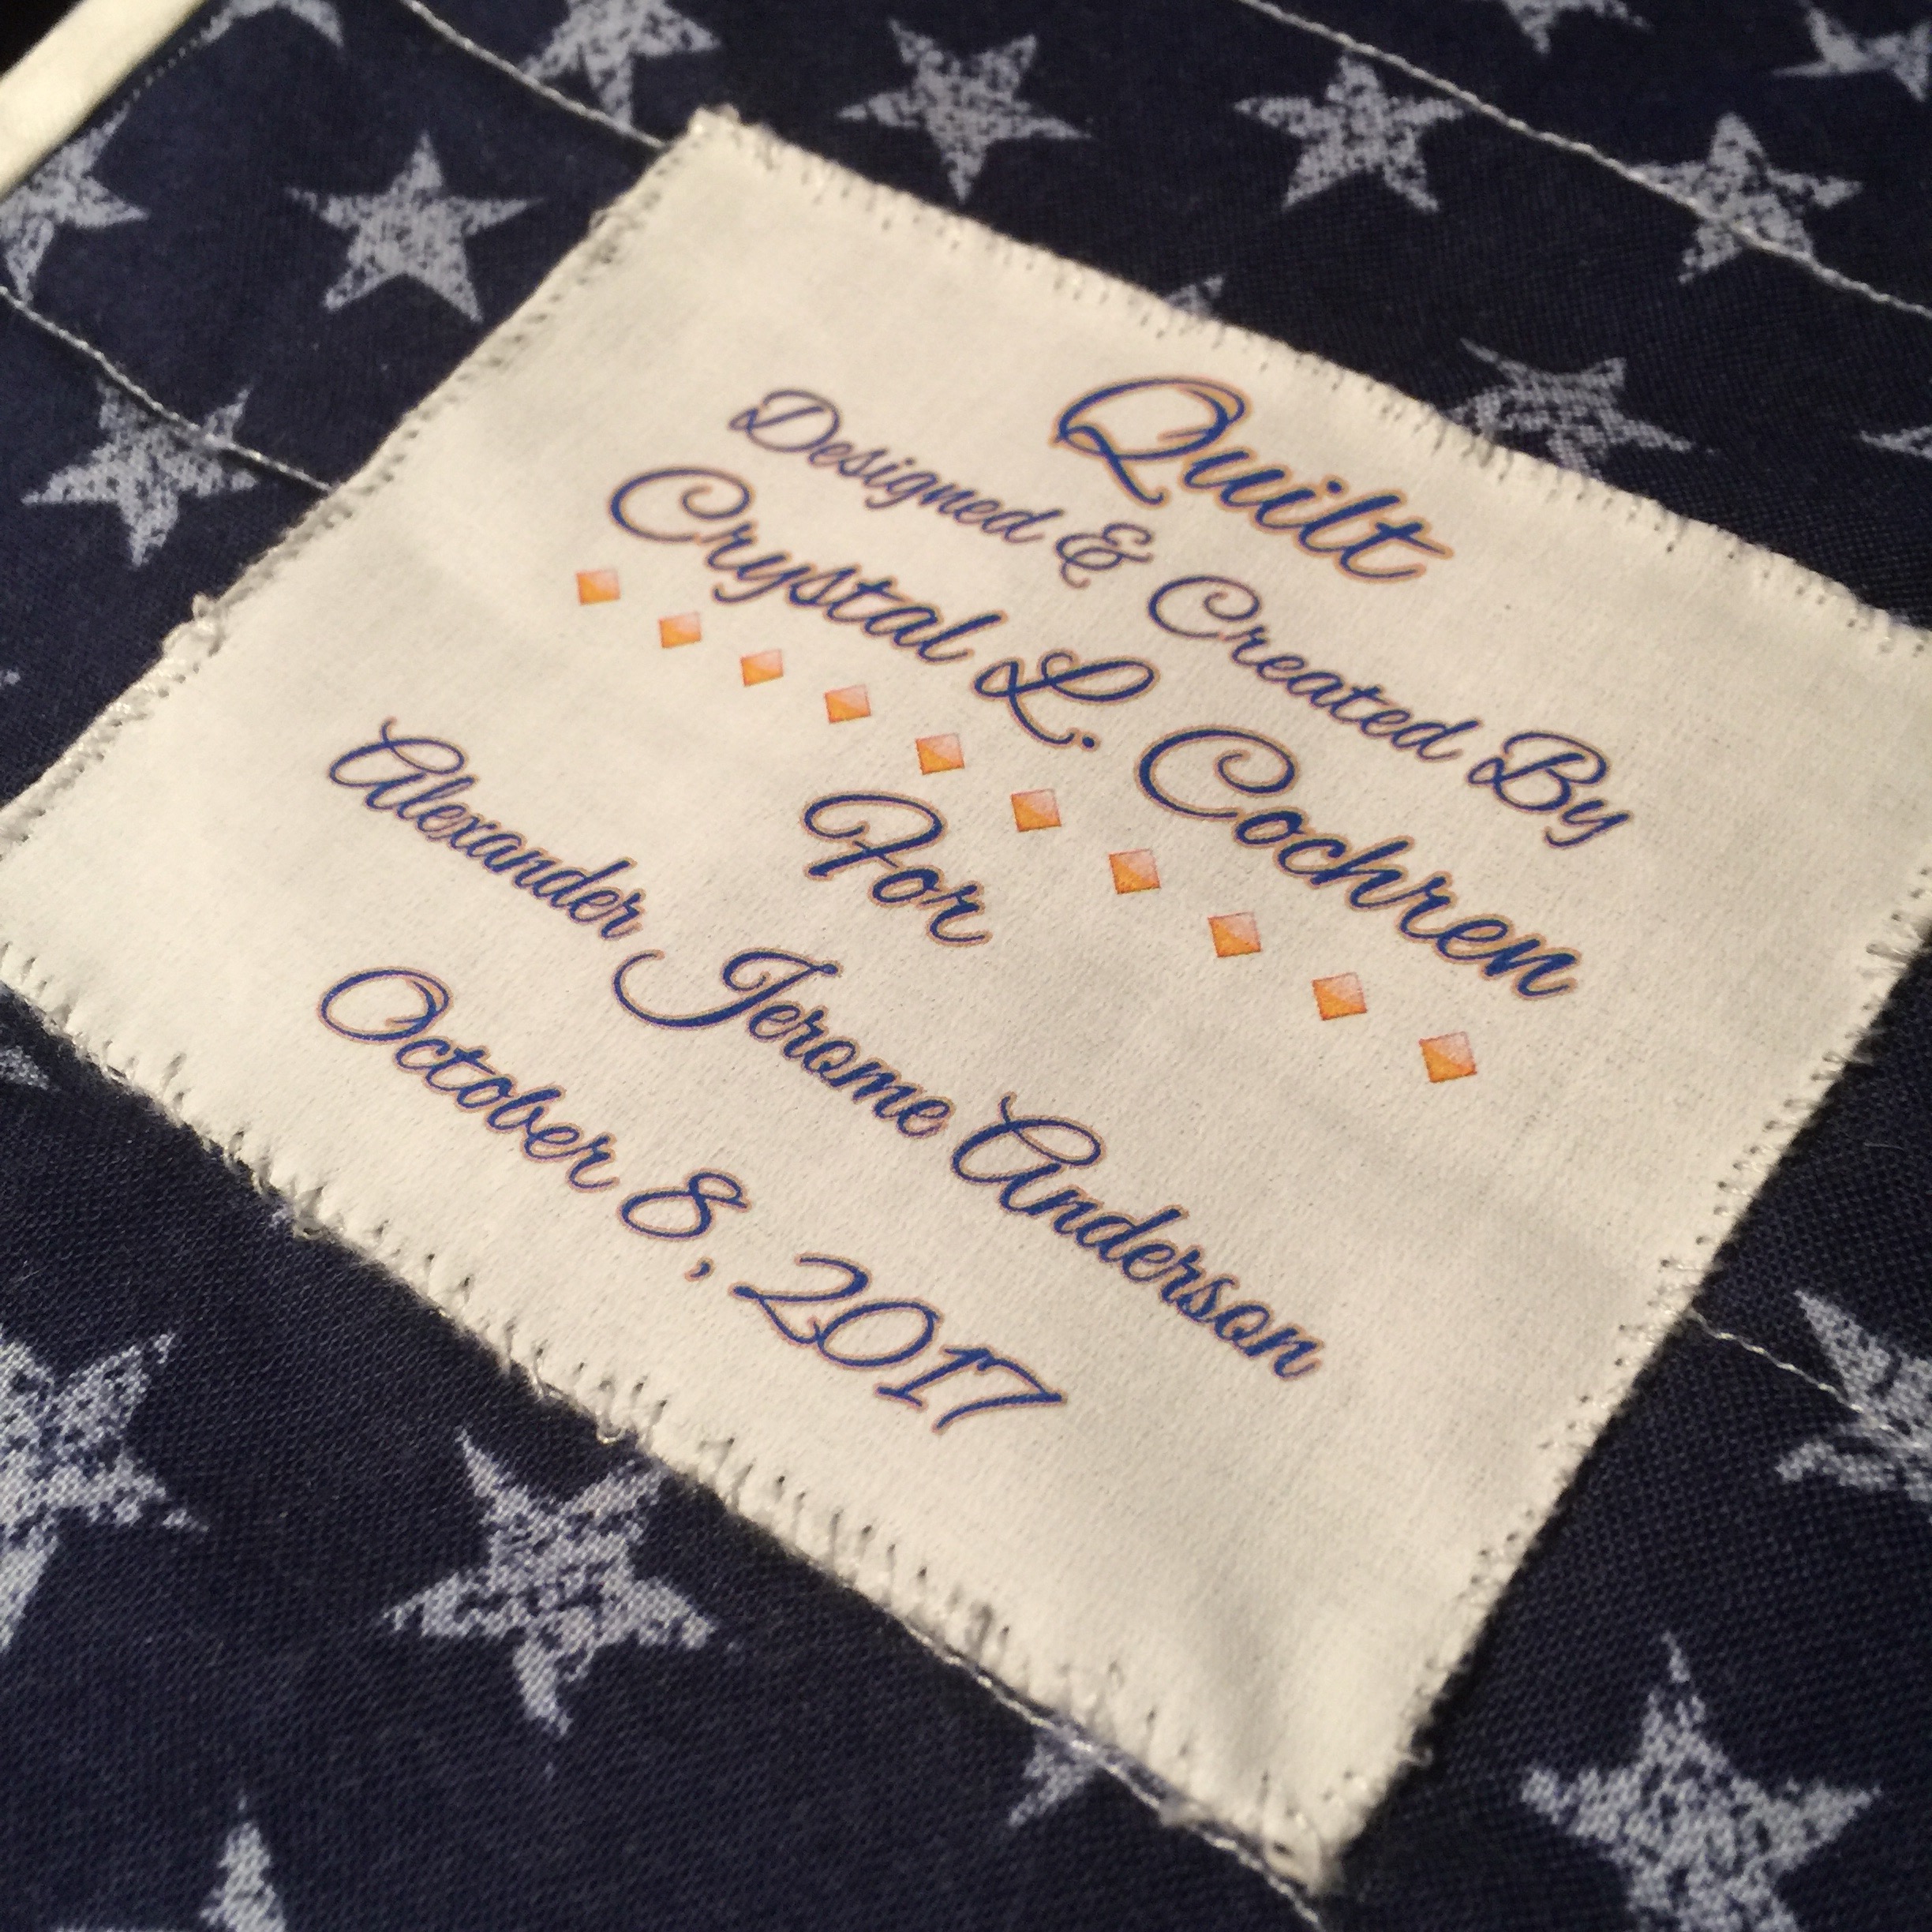 Quilt
Designed & Created By
Crystal L. Cochren
For
Alexander Jerome Anderson
October 8, 2017